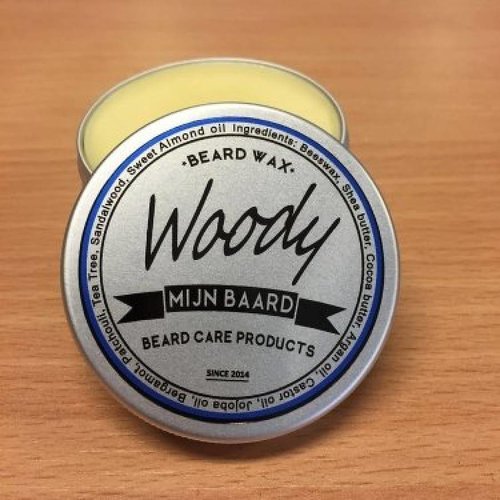 ·BEARD WAX·
Woody
MIJN BAARD
BEARD CARE PRODUCTS
SINCE 2014
Ingredients: Beeswax, Shea butter, Cocoa butter, Argan oil, Castor oil, Jojoba oil, Bergamot, Patchouli, Tea Tree, Sandalwood, Sweet Almond oil